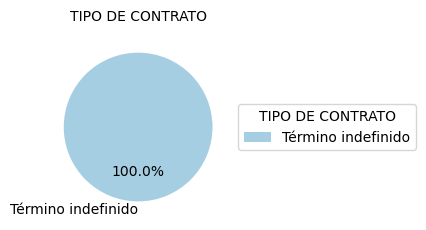 TIPO DE CONTRATO
TIPO DE CONTRATO
Término indefinido
100.0%
Término indefinido